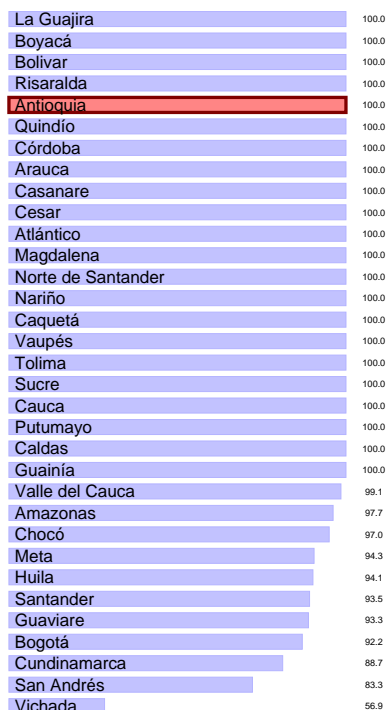 La Guajira 100.0
Boyacá 100.0
Bolivar 100.0
Risaralda 100.0
Antioquia 100.0
Quindío 100.0
Córdoba 100.0
Arauca 100.0
Casanare 100.0
Cesar 100.0
Atlántico 100.0
Magdalena 100.0
Norte de Santander 100.0
Nariño 100.0
Caquetá 100.0
Vaupés 100.0
Tolima 100.0
Sucre 100.0
Cauca 100.0
Putumayo 100.0
Caldas 100.0
Guainía 100.0
Valle del Cauca 99.1
Amazonas 97.7
Chocó 97.0
Meta 94.3
Huila 94.1
Santander 93.5
Guaviare 93.3
Bogotá 92.2
Cundinamarca 88.7
San Andrés 83.3
Vichada 56.9